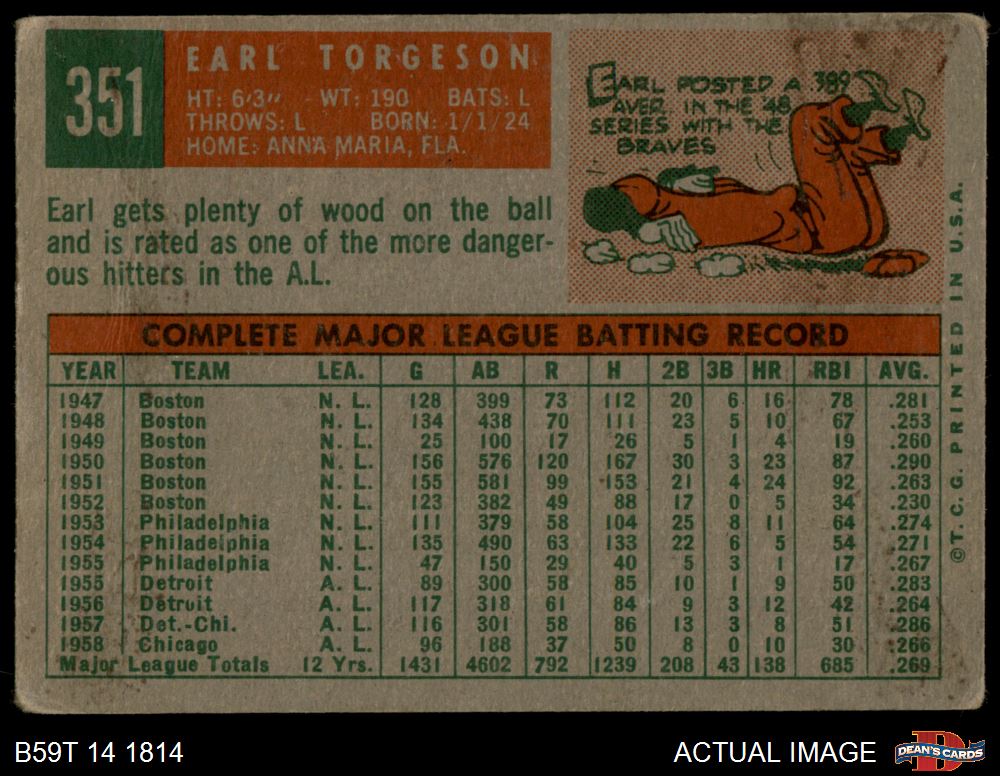 351
EARL TORGESON
HT: 6'3" - WT: 190 BATS: L
THROWS: L BORN: 1/1/24
HOME: ANNA MARIA, FLA.
EARL POSTED A .389
AVER. IN THE '48
SERIES WITH THE
BRAVES
Earl gets plenty of wood on the ball
and is rated as one of the more danger-
ous hitters in the A.L.
COMPLETE MAJOR LEAGUE BATTING RECORD
YEAR TEAM LEA. G AB R H 2B 3B HR RBI AVG.
1947 Boston N. L. 128 399 73 112 20 6 16 78 .281
1948 Boston N. L. 134 438 70 111 23 5 10 67 .253
1949 Boston N. L. 25 100 17 26 5 1 4 19 .260
1950 Boston N. L. 156 576 120 167 30 3 23 87 .290
1951 Boston N. L. 155 581 99 153 21 4 24 92 .263
1952 Boston N. L. 123 382 49 88 17 0 5 34 .230
1953 Philadelphia N. L. 111 379 58 104 25 8 11 64 .274
1954 Philadelphia N. L. 135 490 63 133 22 6 5 54 .271
1955 Philadelphia N. L. 47 150 29 40 5 3 1 17 .267
1955 Detroit A. L. 89 300 58 85 10 1 9 50 .283
1956 Detroit A. L. 117 318 61 84 9 3 12 42 .264
1957 Det.-Chi. A. L. 116 301 58 86 13 3 8 51 .286
1958 Chicago A. L. 96 188 37 50 8 0 10 30 .266
Major League Totals 12 Yrs. 1431 4602 792 1239 208 43 138 685 .269
©T. C. G. PRINTED IN U.S.A.
B59T 14 1814
ACTUAL IMAGE
DEAN'S CARDS